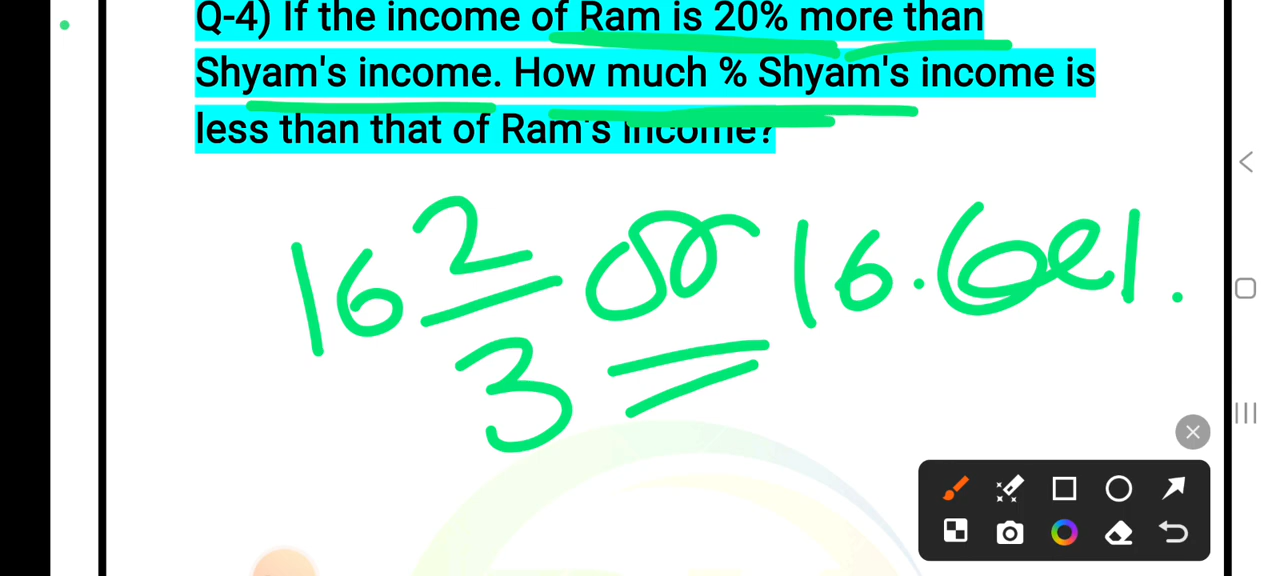 Q-4) If the income of Ram is 20% more than
Shyam's income. How much % Shyam's income is
less than that of Ram's income?
16 2/3 or 16.66%